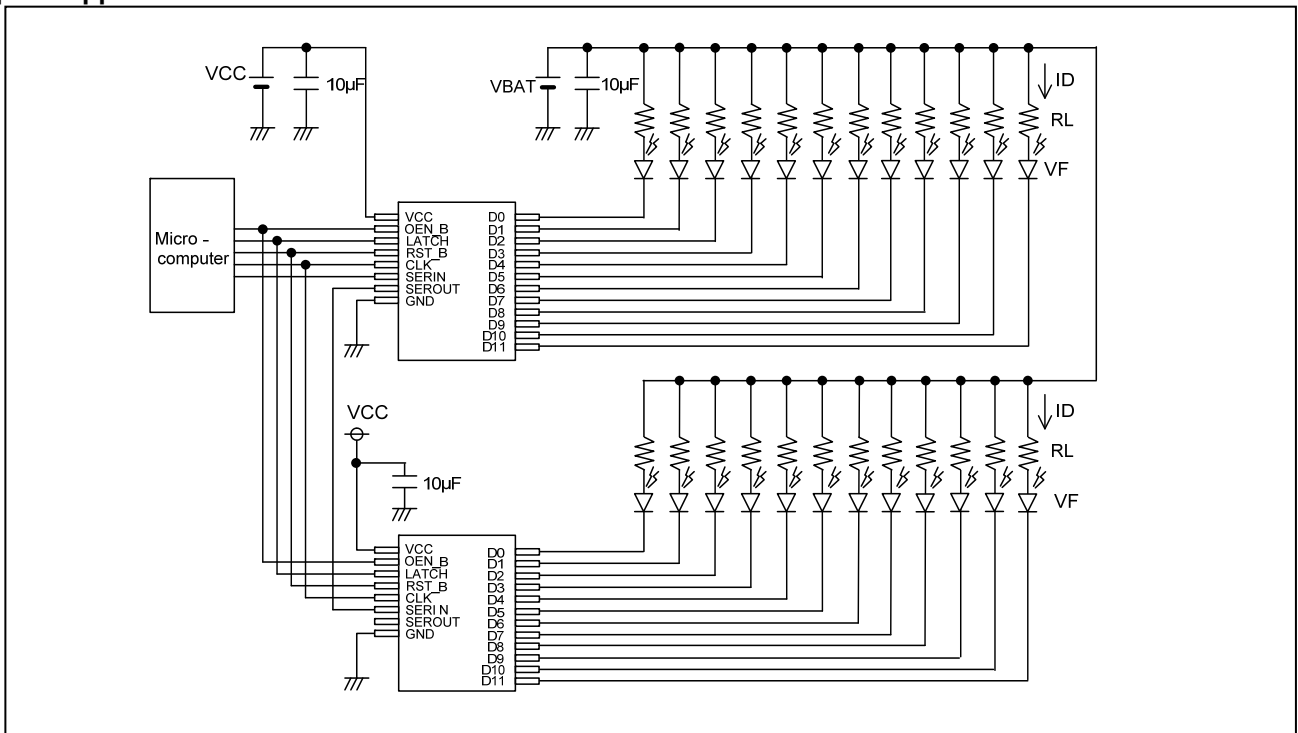 VCC
10µF
VBAT
10µF
ID
RL
VF
Micro -
computer
VCC
OEN_B
LATCH
RST_B
CLK
SERIN
SEROUT
GND
D0
D1
D2
D3
D4
D5
D6
D7
D8
D9
D10
D11
VCC
10µF
ID
RL
VF
VCC
OEN_B
LATCH
RST_B
CLK
SERIN
SEROUT
GND
D0
D1
D2
D3
D4
D5
D6
D7
D8
D9
D10
D11